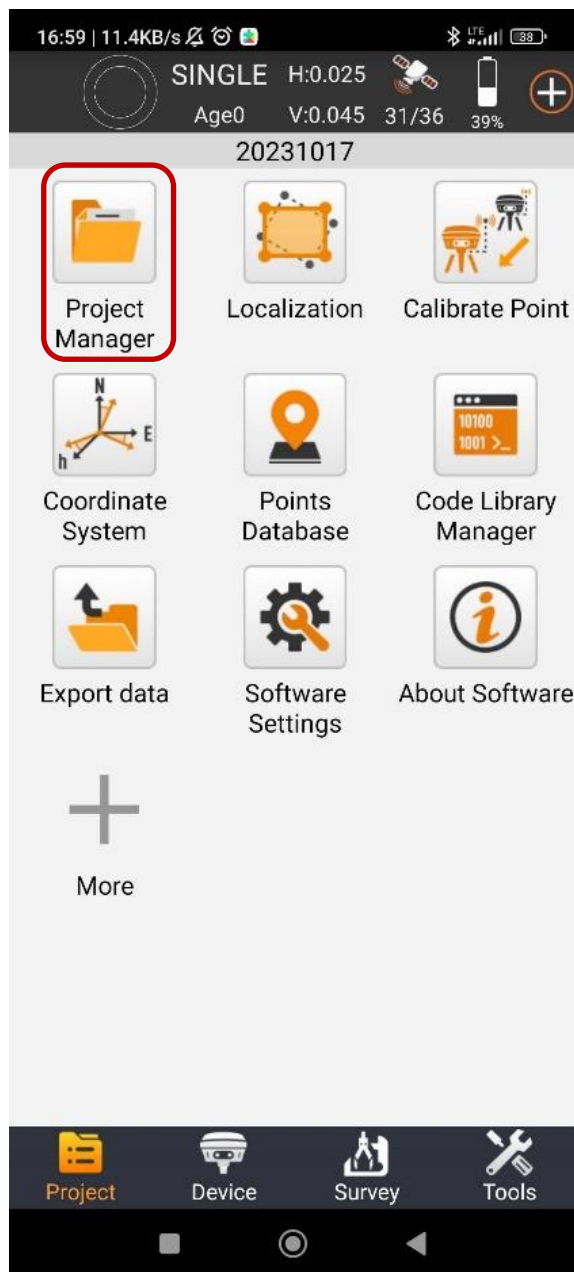 16:59 | 11.4KB/s
LTE
38
SINGLE H:0.025
Age0 V:0.045 31/36 39%
20231017
Project Manager
Localization
Calibrate Point
N
E
h
10100
1001 >_
Coordinate System
Points Database
Code Library Manager
Export data
Software Settings
About Software
More
Project
Device
Survey
Tools